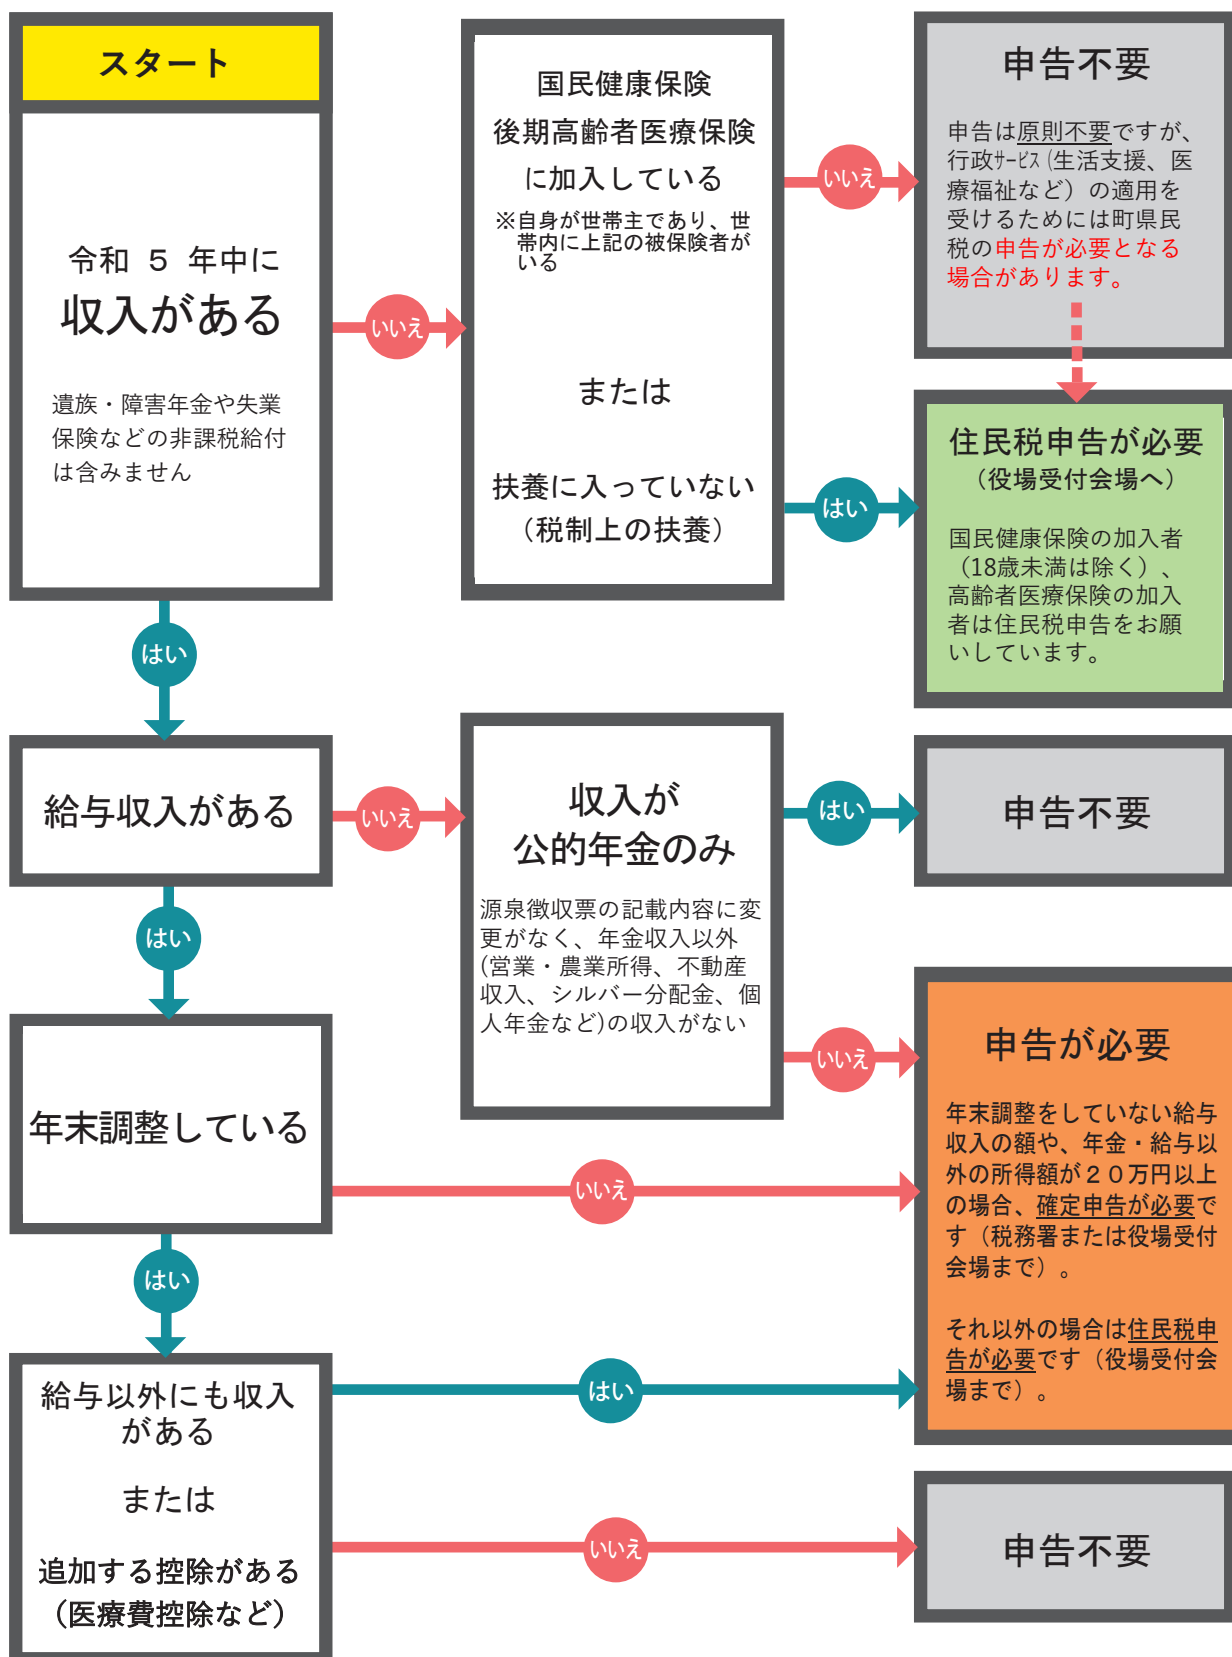 スタート
令和 5 年中に
収入がある
遺族・障害年金や失業
保険などの非課税給付
は含みません
いいえ
国民健康保険
後期高齢者医療保険
に加入している
※自身が世帯主であり、世
帯内に上記の被保険者が
いる
または
扶養に入っていない
（税制上の扶養）
いいえ
申告不要
申告は原則不要ですが、
行政ｻｰﾋﾞｽ(生活支援、医
療福祉など）の適用を
受けるためには町県民
税の申告が必要となる
場合があります。
はい
住民税申告が必要
（役場受付会場へ）
国民健康保険の加入者
（18歳未満は除く）、
高齢者医療保険の加入
者は住民税申告をお願
いしています。
はい
給与収入がある
いいえ
収入が
公的年金のみ
源泉徴収票の記載内容に変
更がなく、年金収入以外
(営業・農業所得、不動産
収入、シルバー分配金、個
人年金など)の収入がない
はい
申告不要
いいえ
はい
年末調整している
いいえ
申告が必要
年末調整をしていない給与
収入の額や、年金・給与以
外の所得額が２０万円以上
の場合、確定申告が必要で
す（税務署または役場受付
会場まで）。
それ以外の場合は住民税申
告が必要です（役場受付会
場まで）。
はい
給与以外にも収入
がある
または
追加する控除がある
（医療費控除など）
はい
いいえ
申告不要